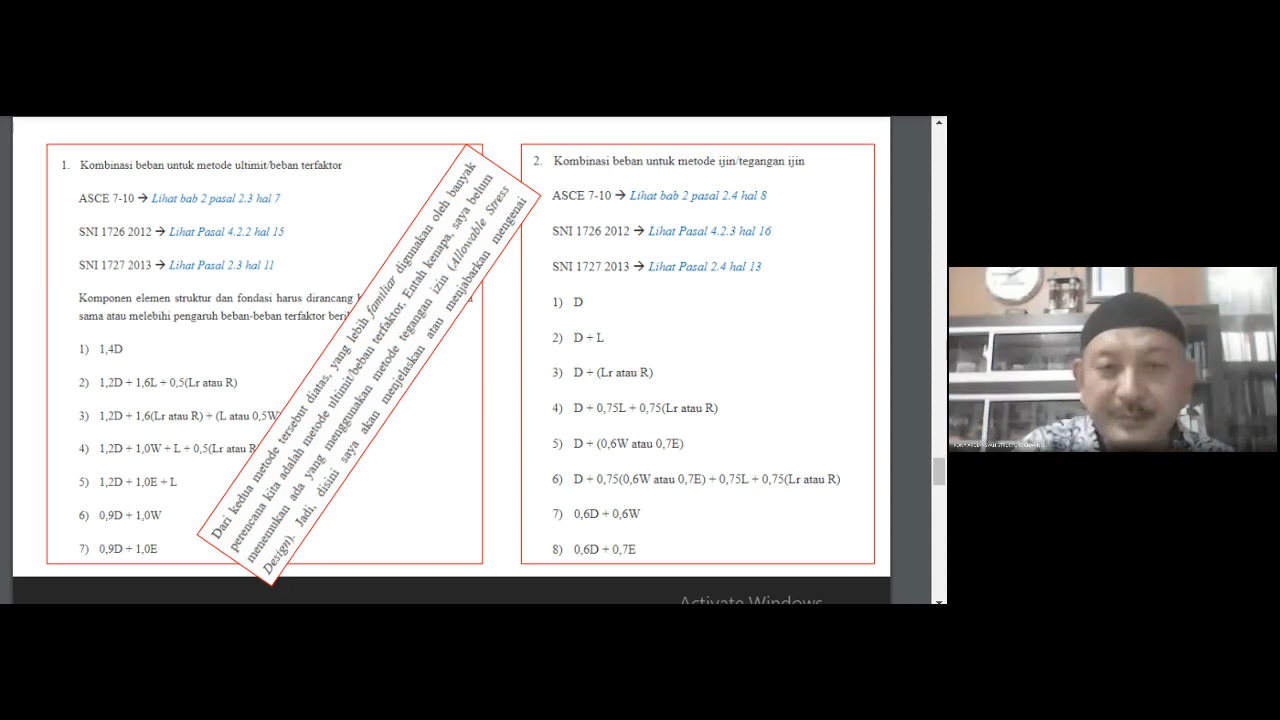 1. Kombinasi beban untuk metode ultimit/beban terfaktor
ASCE 7-10 → Lihat bab 2 pasal 2.3 hal 7
SNI 1726 2012 → Lihat Pasal 4.2.2 hal 15
SNI 1727 2013 → Lihat Pasal 2.3 hal 11
Komponen elemen struktur dan fondasi harus dirancang
sama atau melebihi pengaruh beban-beban terfaktor
1) 1,4D
2) 1,2D + 1,6L + 0,5(Lr atau R)
3) 1,2D + 1,6(Lr atau R) + (L atau 0,5W
4) 1,2D + 1,0W + L + 0,5(Lr atau R
5) 1,2D + 1,0E + L
6) 0,9D + 1,0W
7) 0,9D + 1,0E
Dari kedua metode tersebut diatas, yang lebih familiar digunakan oleh banyak
perencana kita adalah metode ultimit/beban terfaktor, Entah kenapa, saya belum
menemukan ada yang menggunakan metode tegangan izin (Allowable Stress
Design). Jadi, disini saya akan menjelaskan atau menjabarkan mengenai
2. Kombinasi beban untuk metode ijin/tegangan ijin
ASCE 7-10 → Lihat bab 2 pasal 2.4 hal 8
SNI 1726 2012 → Lihat Pasal 4.2.3 hal 16
SNI 1727 2013 → Lihat Pasal 2.4 hal 13
1) D
2) D + L
3) D + (Lr atau R)
4) D + 0,75L + 0,75(Lr atau R)
5) D + (0,6W atau 0,7E)
6) D + 0,75(0,6W atau 0,7E) + 0,75L + 0,75(Lr atau R)
7) 0,6D + 0,6W
8) 0,6D + 0,7E
Activate Windows